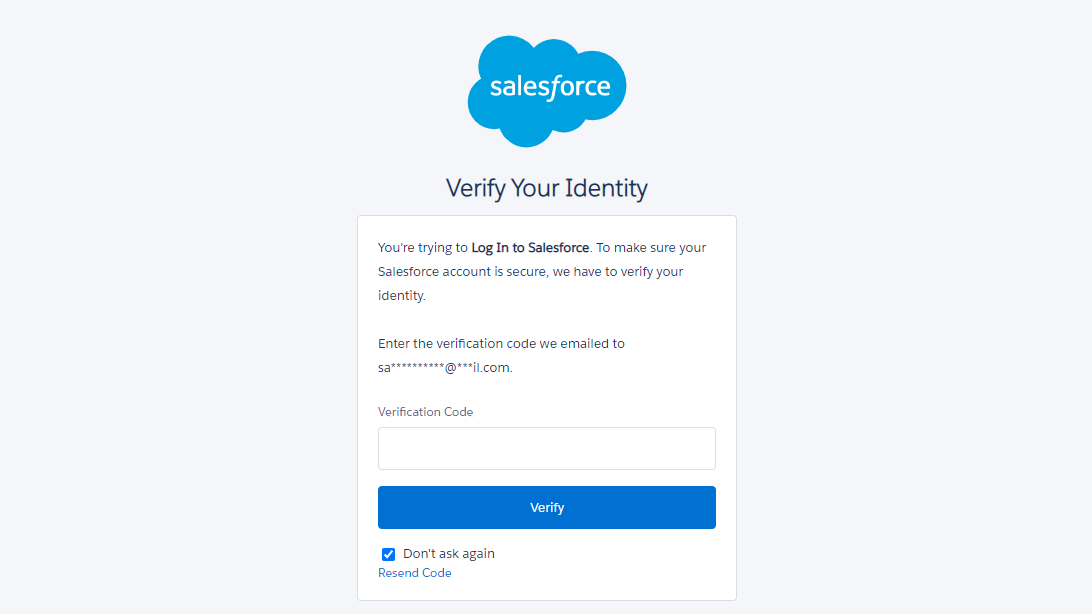 salesforce
Verify Your Identity
You're trying to Log In to Salesforce. To make sure your
Salesforce account is secure, we have to verify your
identity.
Enter the verification code we emailed to
sa**********@***il.com.
Verification Code
Verify
Don't ask again
Resend Code